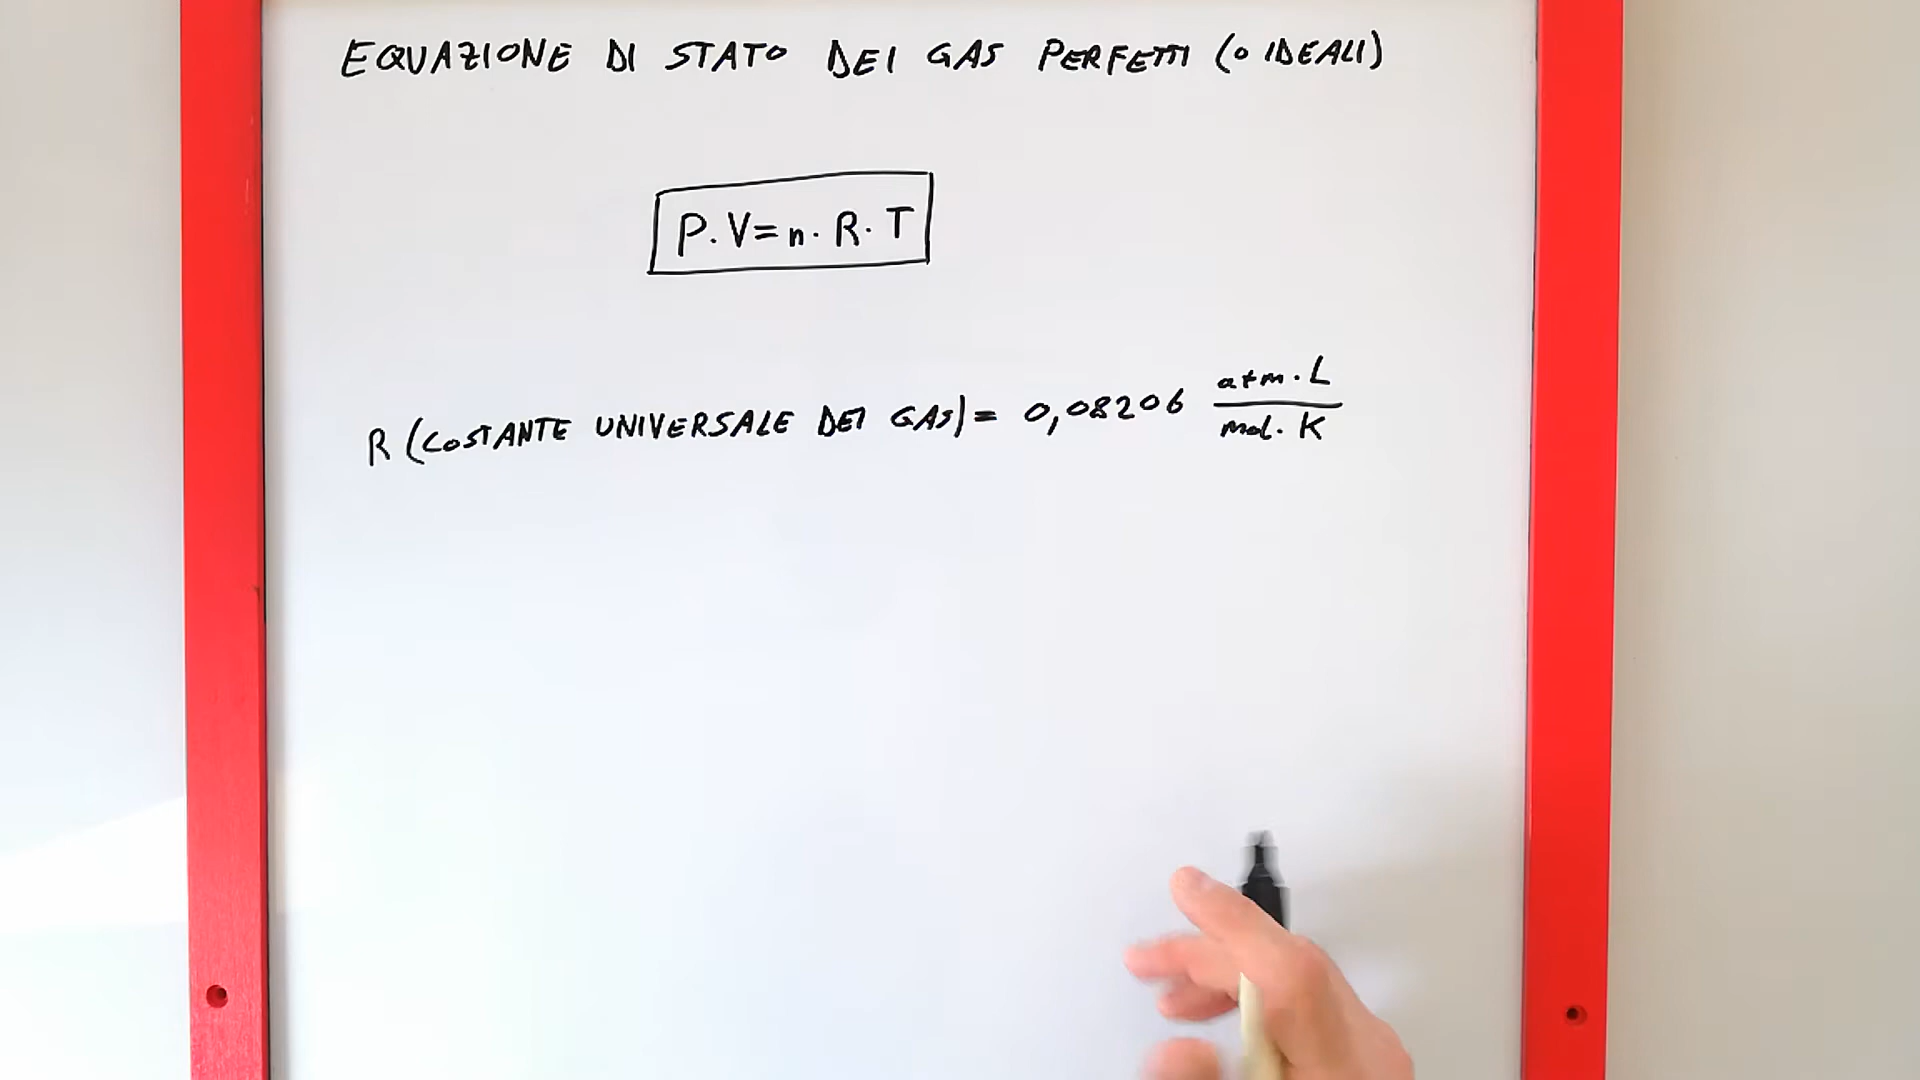 EQUAZIONE DI STATO DEI GAS PERFETTI (O IDEALI)
P. V = n · R · T
R (COSTANTE UNIVERSALE DEI GAS) = 0,08206 atm · L / mol · K